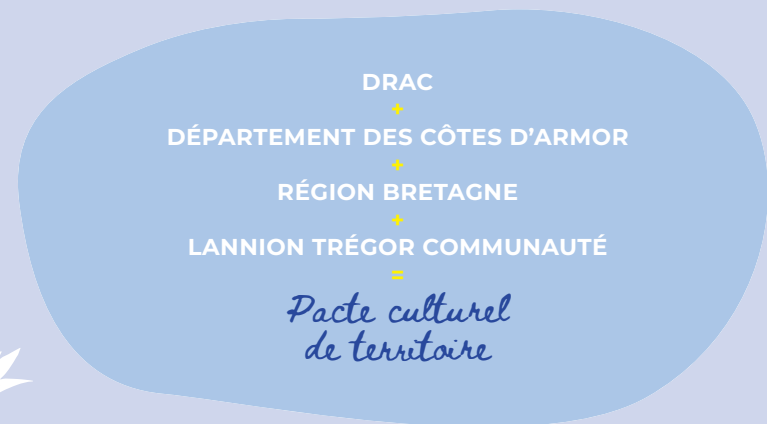 DRAC
+
DÉPARTEMENT DES CÔTES D’ARMOR
+
RÉGION BRETAGNE
+
LANNION TRÉGOR COMMUNAUTÉ
=
Pacte culturel
de territoire